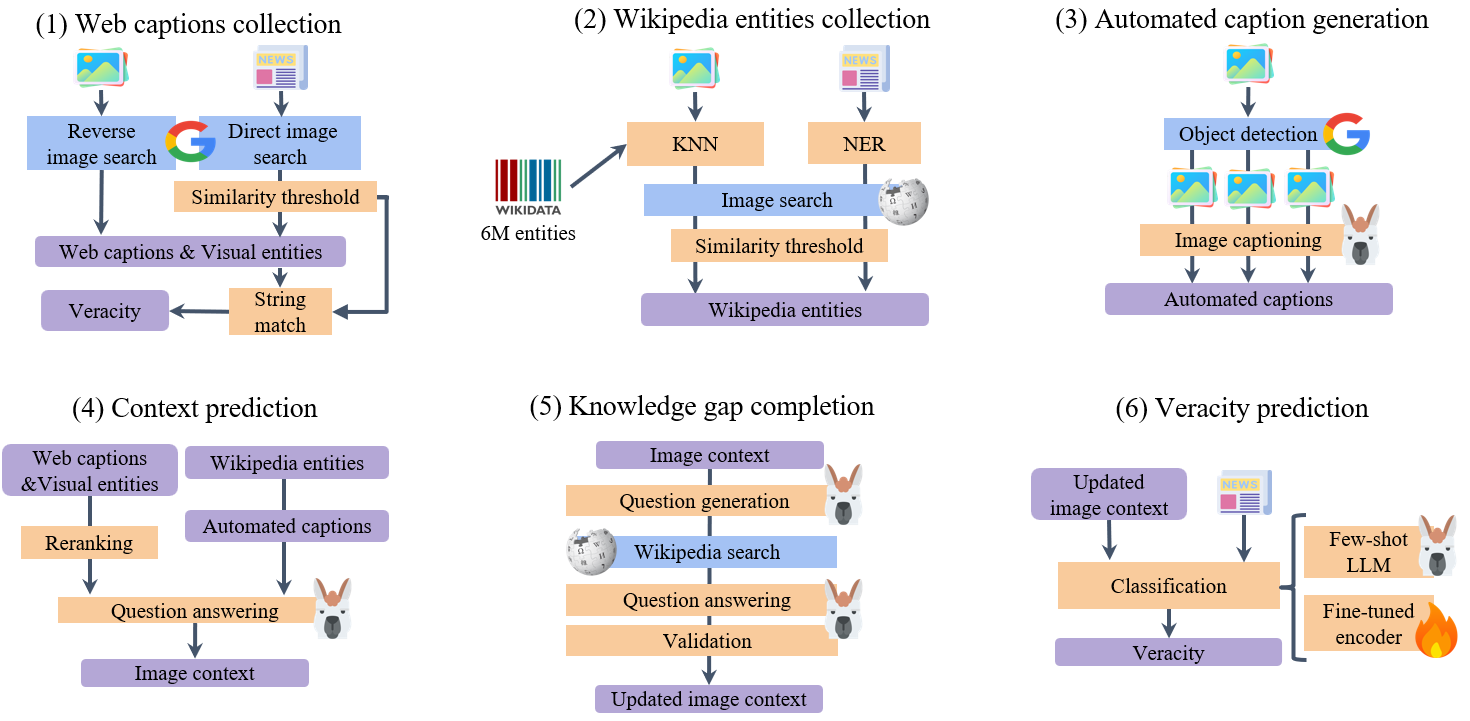 (1) Web captions collection
NEWS
Reverse
image search
Direct image
search
Similarity threshold
Web captions & Visual entities
Veracity
String
match
(2) Wikipedia entities collection
NEWS
KNN
NER
WIKIDATA
6M entities
Image search
Similarity threshold
Wikipedia entities
(3) Automated caption generation
Object detection
Image captioning
Automated captions
(4) Context prediction
Web captions
&Visual entities
Wikipedia entities
Automated captions
Reranking
Question answering
Image context
(5) Knowledge gap completion
Image context
Question generation
Wikipedia search
Question answering
Validation
Updated image context
(6) Veracity prediction
Updated
image context
NEWS
Classification
Few-shot
LLM
Fine-tuned
encoder
Veracity